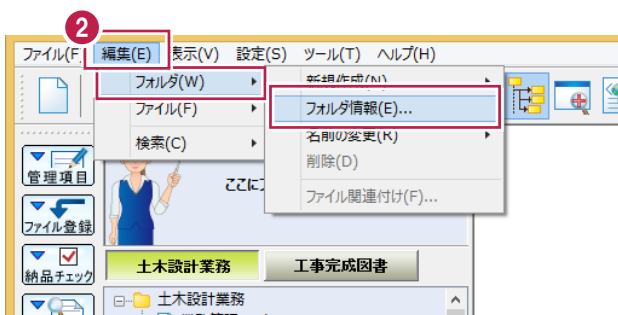 2
ファイル(F) 編集(E) 表示(V) 設定(S) ツール(T) ヘルプ(H)
フォルダ(W)
ファイル(F)
検索(C)
新規作成(N)
フォルダ情報(E)...
名前の変更(R)
削除(D)
ファイル関連付け(F)...
管理項目
ファイル登録
納品チェック
ここに
土木設計業務 工事完成図書
土木設計業務